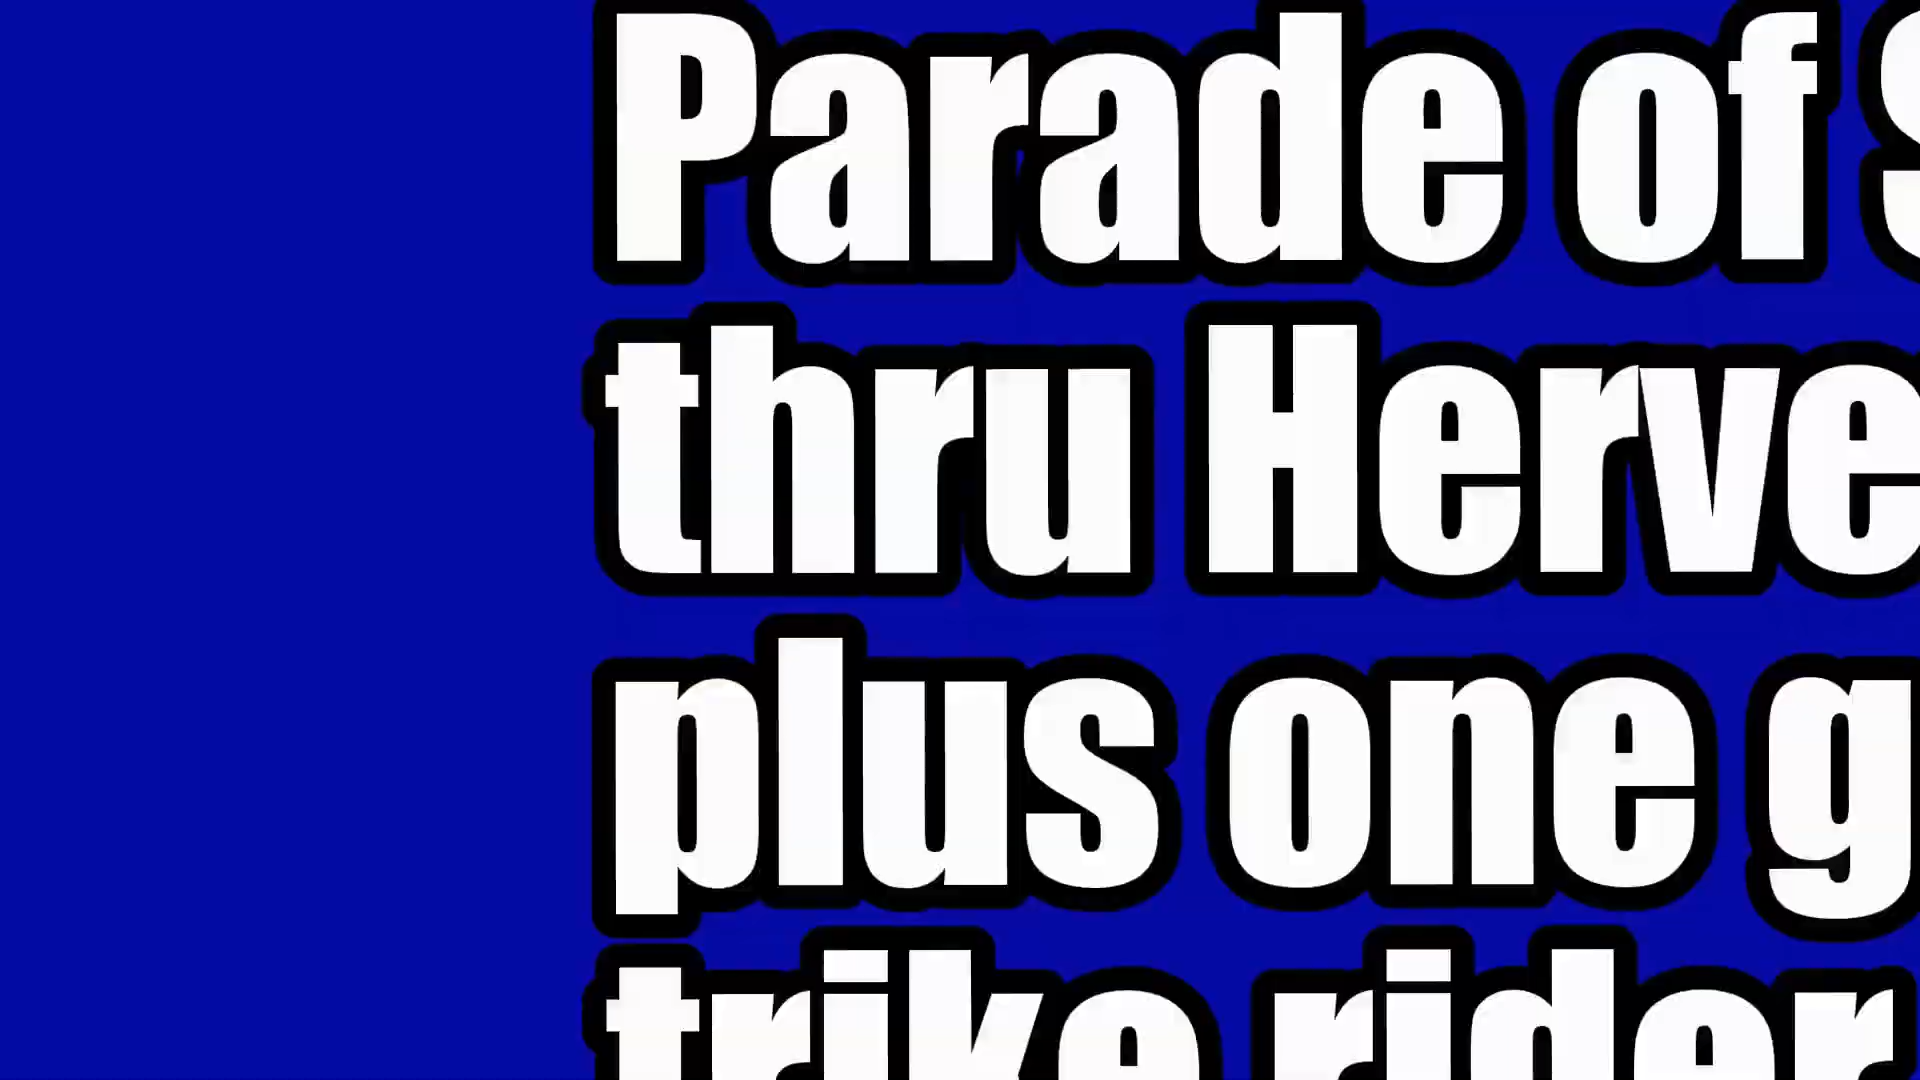 Parade of
thru Herve
plus one g
trike rider